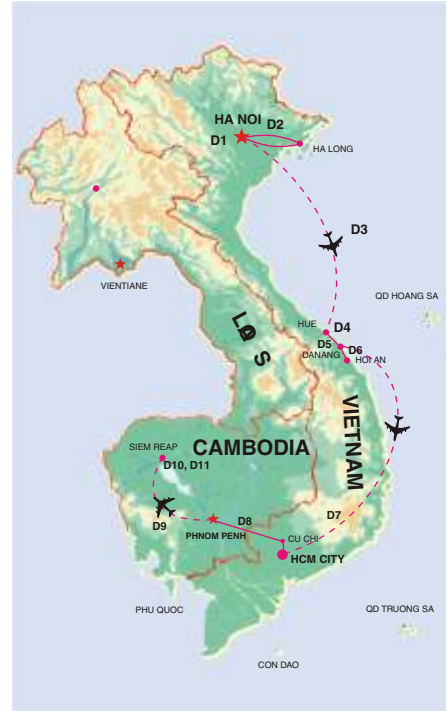 HA NOI
D2
D1
HA LONG
D3
QD HOANG SA
HUE
D4
D5
D6
DANANG
HOI AN
LAOS
VIENTIANE
VIETNAM
SIEM REAP
CAMBODIA
D10, D11
D9
D8
D7
PHNOM PENH
CU CHI
HCM CITY
PHU QUOC
QD TRUONG SA
CON DAO